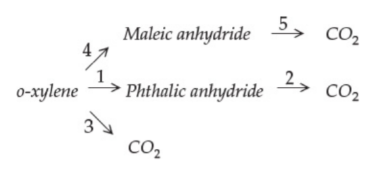 4 Maleic anhydride 5 CO₂
o-xylene 1 Phthalic anhydride 2 CO₂
3 CO₂